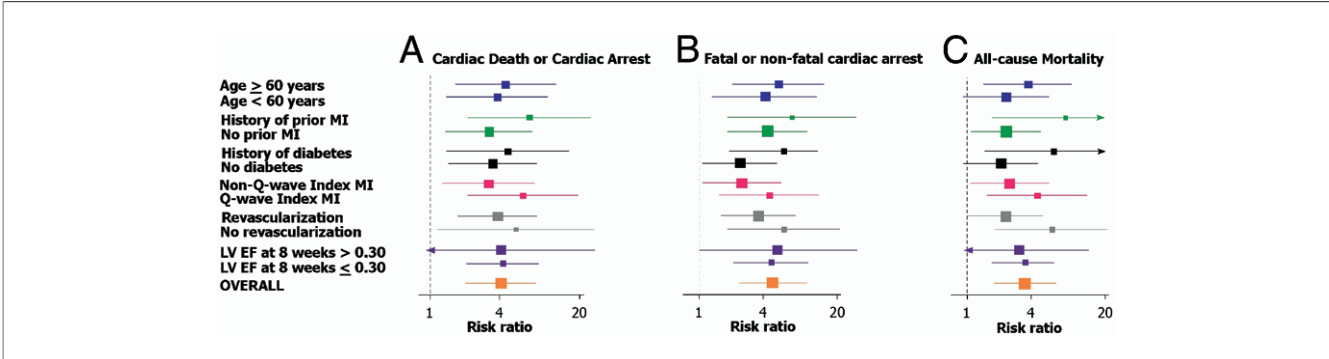 A Cardiac Death or Cardiac Arrest
B Fatal or non-fatal cardiac arrest
C All-cause Mortality
Age ≥ 60 years
Age < 60 years
History of prior MI
No prior MI
History of diabetes
No diabetes
Non-Q-wave Index MI
Q-wave Index MI
Revascularization
No revascularization
LV EF at 8 weeks > 0.30
LV EF at 8 weeks ≤ 0.30
OVERALL
1 4 20
Risk ratio
1 4 20
Risk ratio
1 4 20
Risk ratio